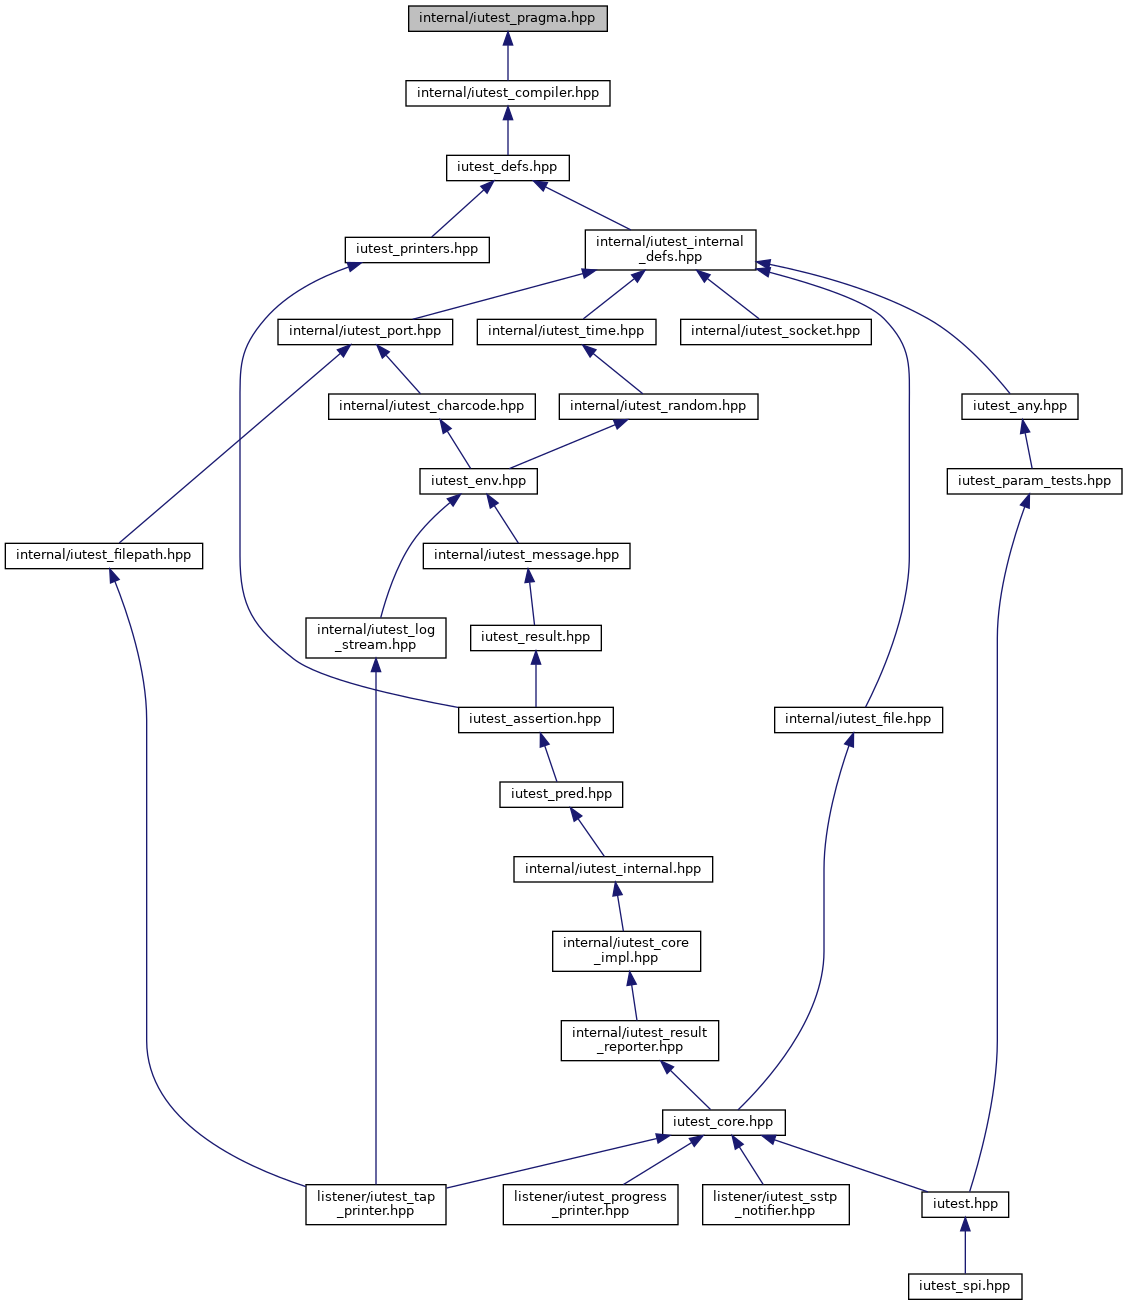 internal/iutest_pragma.hpp
internal/iutest_compiler.hpp
iutest_defs.hpp
iutest_printers.hpp
internal/iutest_internal
_defs.hpp
internal/iutest_port.hpp
internal/iutest_time.hpp
internal/iutest_socket.hpp
internal/iutest_charcode.hpp
internal/iutest_random.hpp
iutest_any.hpp
iutest_env.hpp
iutest_param_tests.hpp
internal/iutest_filepath.hpp
internal/iutest_message.hpp
internal/iutest_log
_stream.hpp
iutest_result.hpp
iutest_assertion.hpp
internal/iutest_file.hpp
iutest_pred.hpp
internal/iutest_internal.hpp
internal/iutest_core
_impl.hpp
internal/iutest_result
_reporter.hpp
iutest_core.hpp
listener/iutest_tap
_printer.hpp
listener/iutest_progress
_printer.hpp
listener/iutest_sstp
_notifier.hpp
iutest.hpp
iutest_spi.hpp